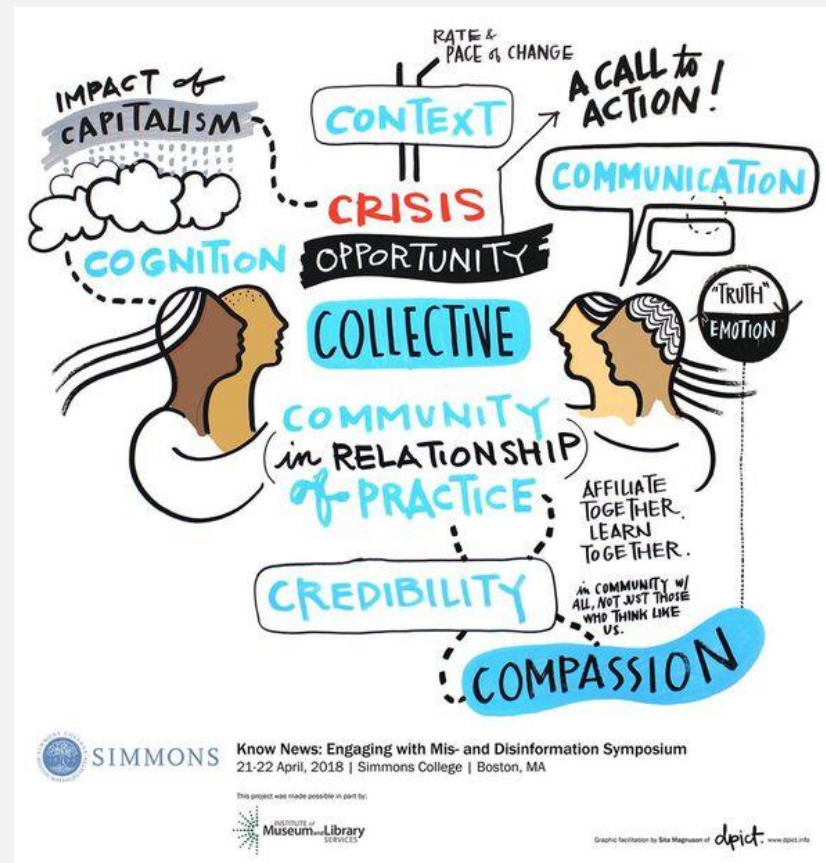 RATE &
PACE of CHANGE
IMPACT of
CAPITALISM
CONTEXT
A CALL to
ACTION!
COMMUNICATION
CRISIS
COGNITION
OPPORTUNITY
"TRUTH"
EMOTION
COLLECTIVE
COMMUNITY
(in RELATIONSHIP)
of PRACTICE
AFFILIATE
TOGETHER.
LEARN
TOGETHER.
in COMMUNITY W/
ALL, NOT JUST THOSE
WHO THINK LIKE
US.
CREDIBILITY
COMPASSION
SIMMONS
Know News: Engaging with Mis- and Disinformation Symposium
21-22 April, 2018 | Simmons College | Boston, MA
This project was made possible in part by:
INSTITUTE of
Museum and Library
SERVICES
Graphic facilitation by Sita Magnuson of dpict. www.dpict.info